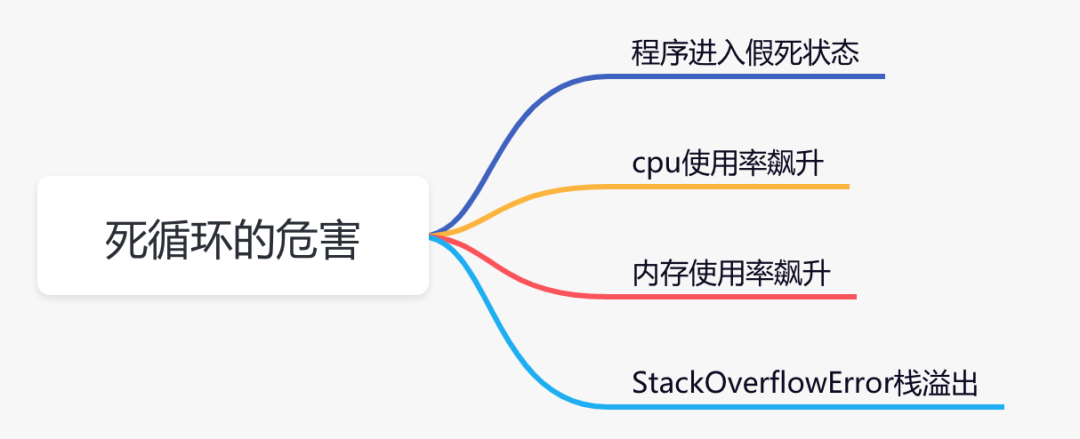 程序进入假死状态
cpu使用率飙升
死循环的危害
内存使用率飙升
StackOverflowError栈溢出